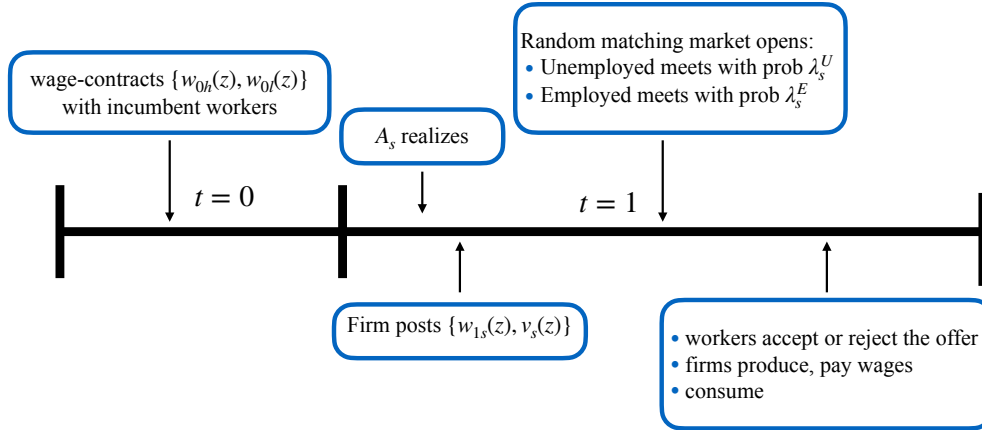 wage-contracts {w₀ₕ(z), w₀ₗ(z)}
with incumbent workers
Random matching market opens:
• Unemployed meets with prob λₛᵁ
• Employed meets with prob λₛᴱ
Aₛ realizes
t = 0
t = 1
Firm posts {w₁ₛ(z), vₛ(z)}
• workers accept or reject the offer
• firms produce, pay wages
• consume